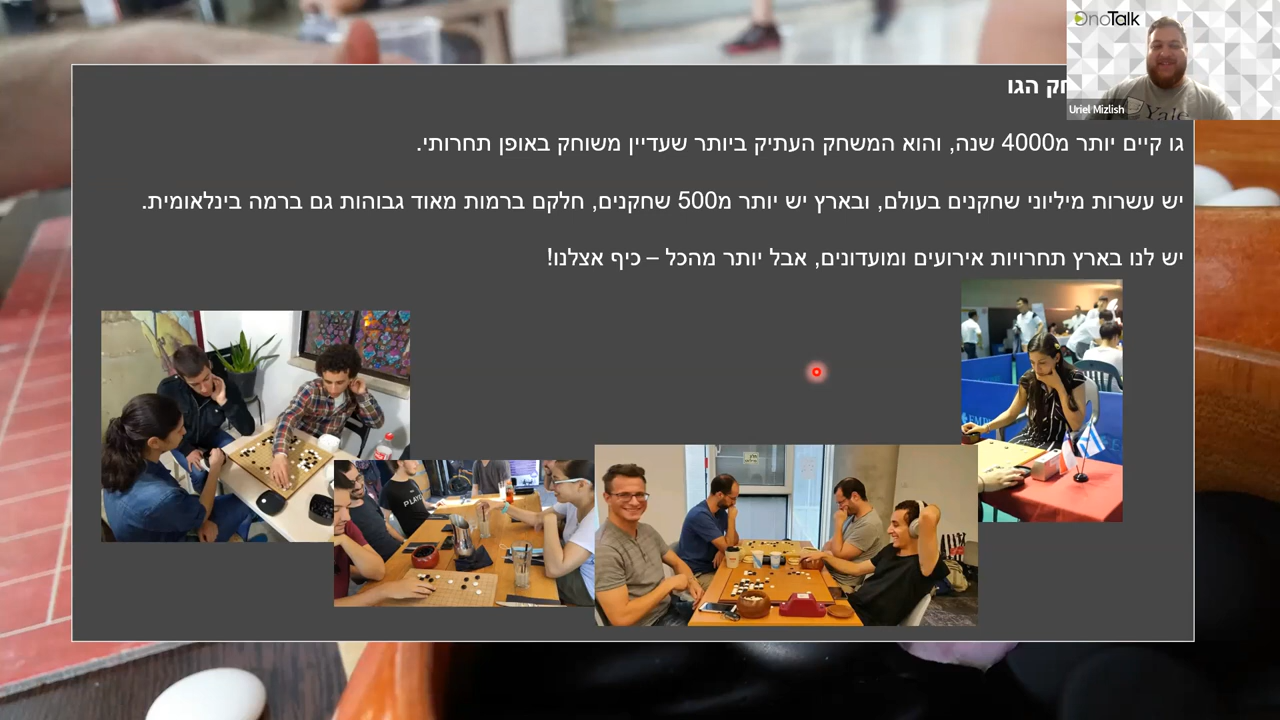 OnoTalk
Uriel Mizlish
Yale
הגו
גו קיים יותר מ4000 שנה, והוא המשחק העתיק ביותר שעדיין משוחק באופן תחרותי.
יש עשרות מיליוני שחקנים בעולם, ובארץ יש יותר מ500 שחקנים, חלקם ברמות מאוד גבוהות גם ברמה בינלאומית.
יש לנו בארץ תחרויות אירועים ומועדונים, אבל יותר מהכל – כיף אצלנו!